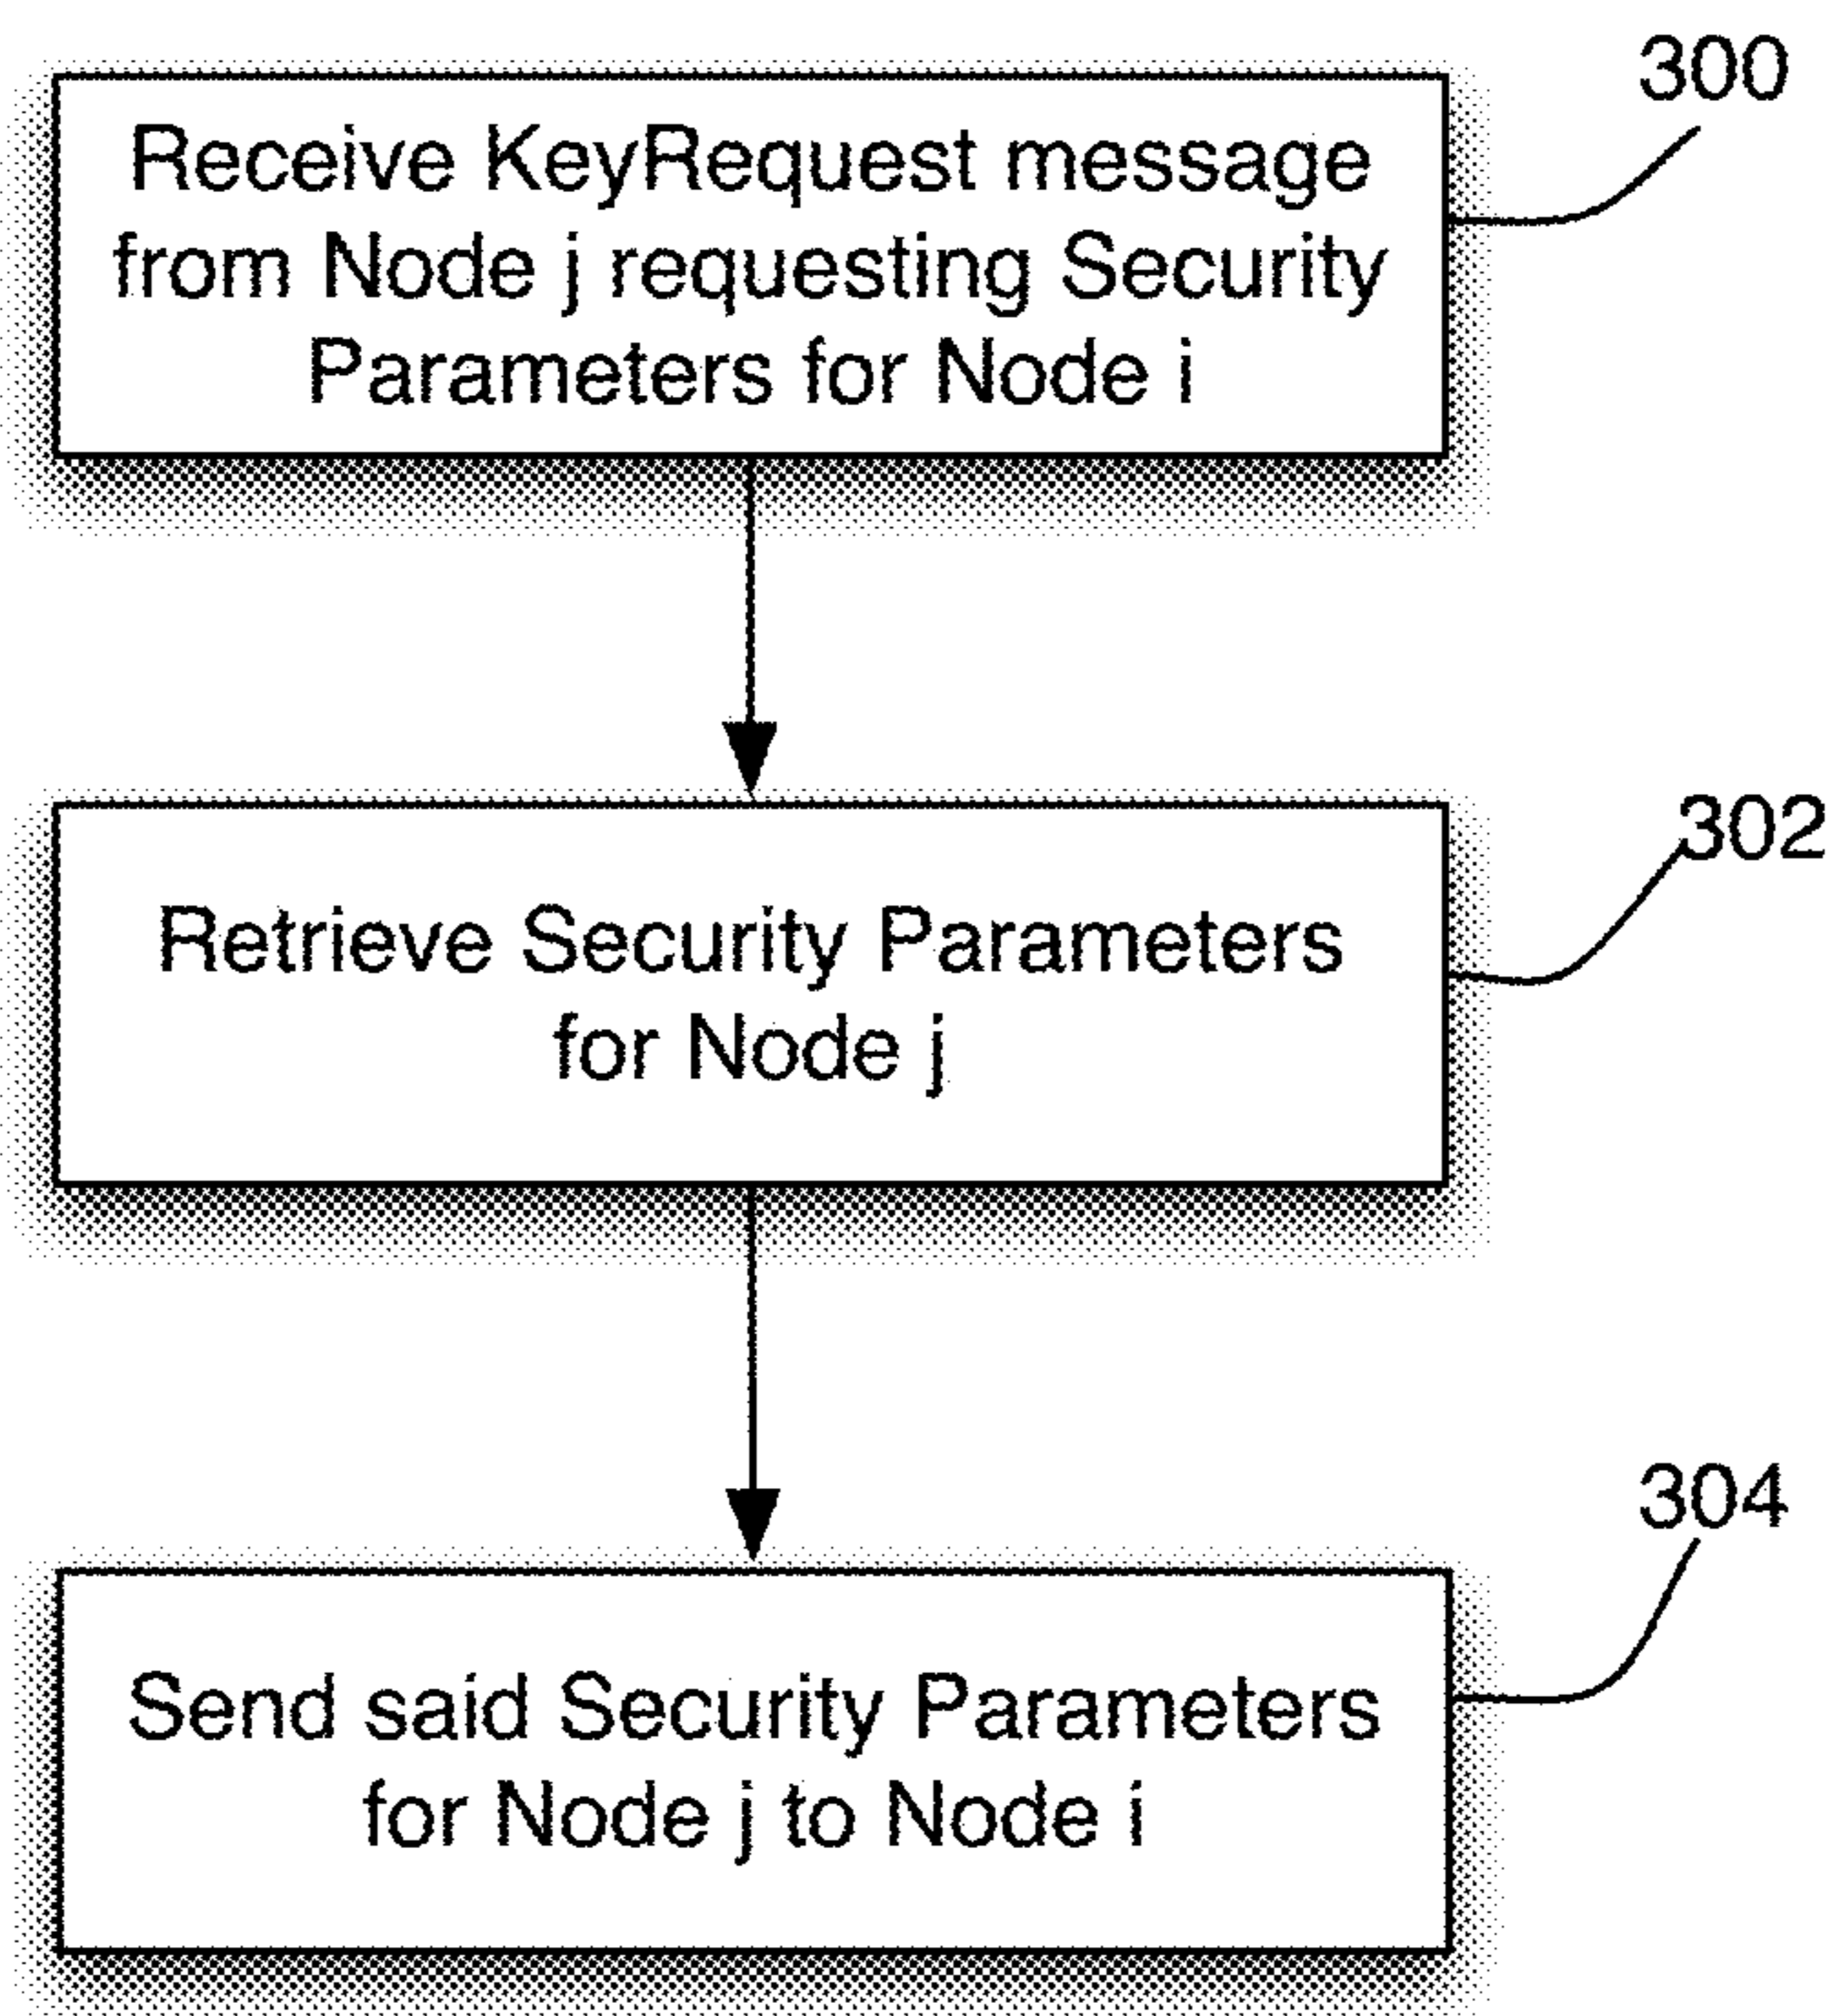 300
Receive KeyRequest message
from Node j requesting Security
Parameters for Node i
302
Retrieve Security Parameters
for Node j
304
Send said Security Parameters
for Node j to Node i